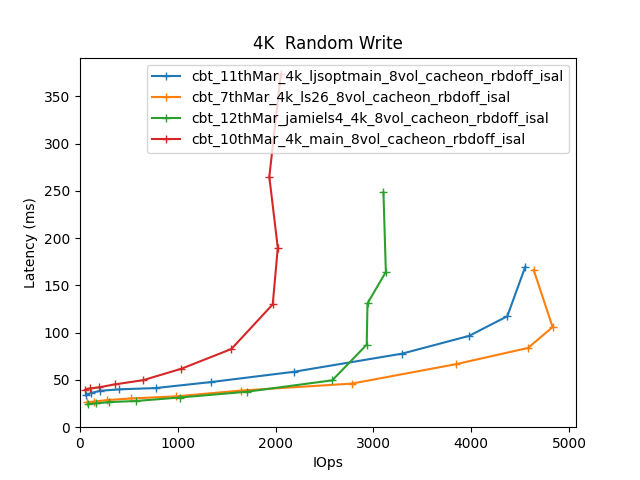 4K  Random Write
cbt_11thMar_4k_ljsoptmain_8vol_cacheon_rbdoff_isal
cbt_7thMar_4k_ls26_8vol_cacheon_rbdoff_isal
cbt_12thMar_jamiels4_4k_8vol_cacheon_rbdoff_isal
cbt_10thMar_4k_main_8vol_cacheon_rbdoff_isal
Latency (ms)
350
300
250
200
150
100
50
0
0 1000 2000 3000 4000 5000
IOps